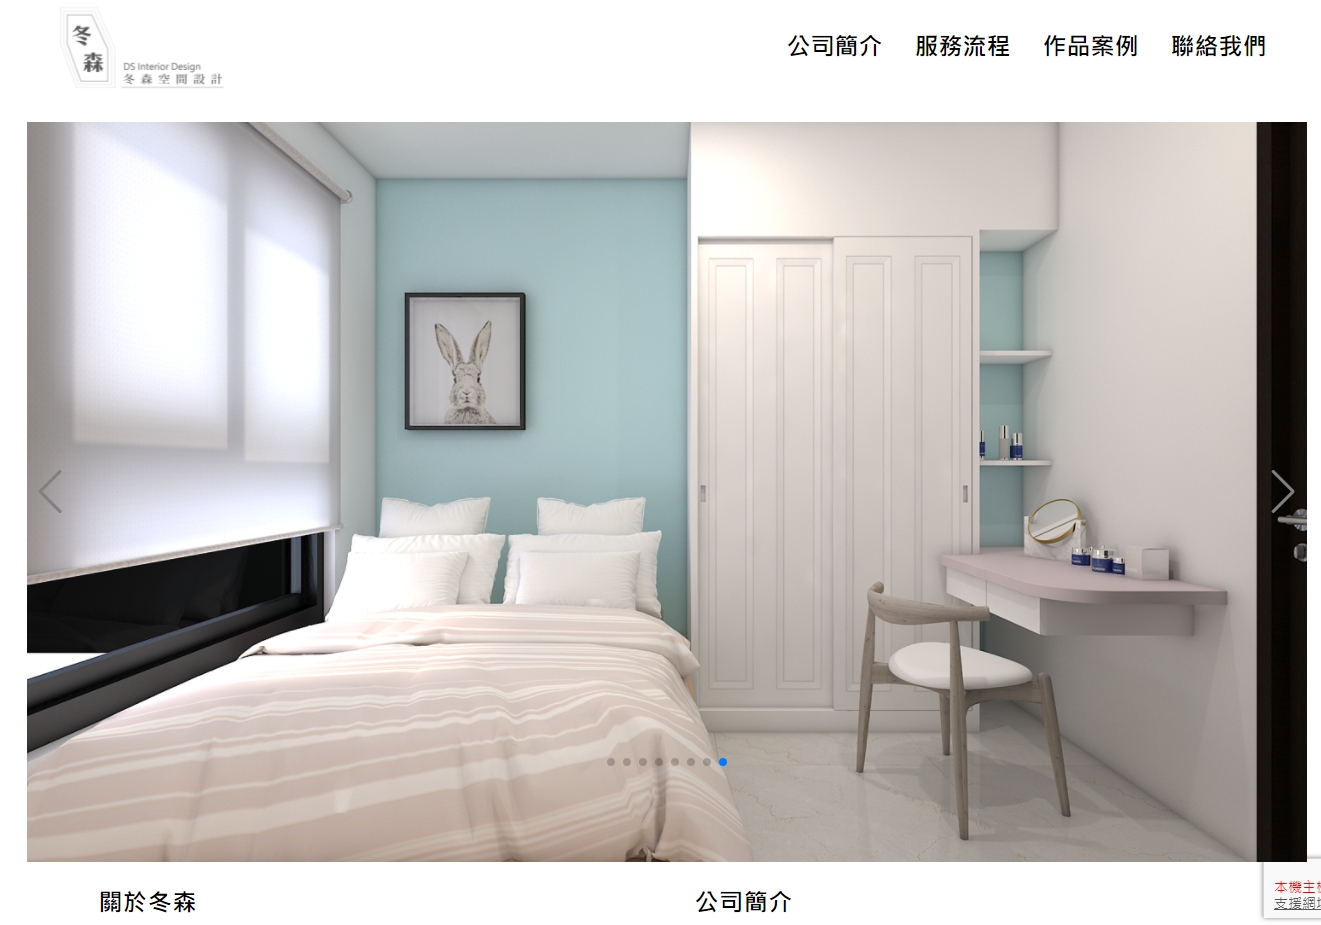 冬
森
DS Interior Design
冬森空間設計
公司簡介 服務流程 作品案例 聯絡我們
關於冬森 公司簡介
本機主
支援網